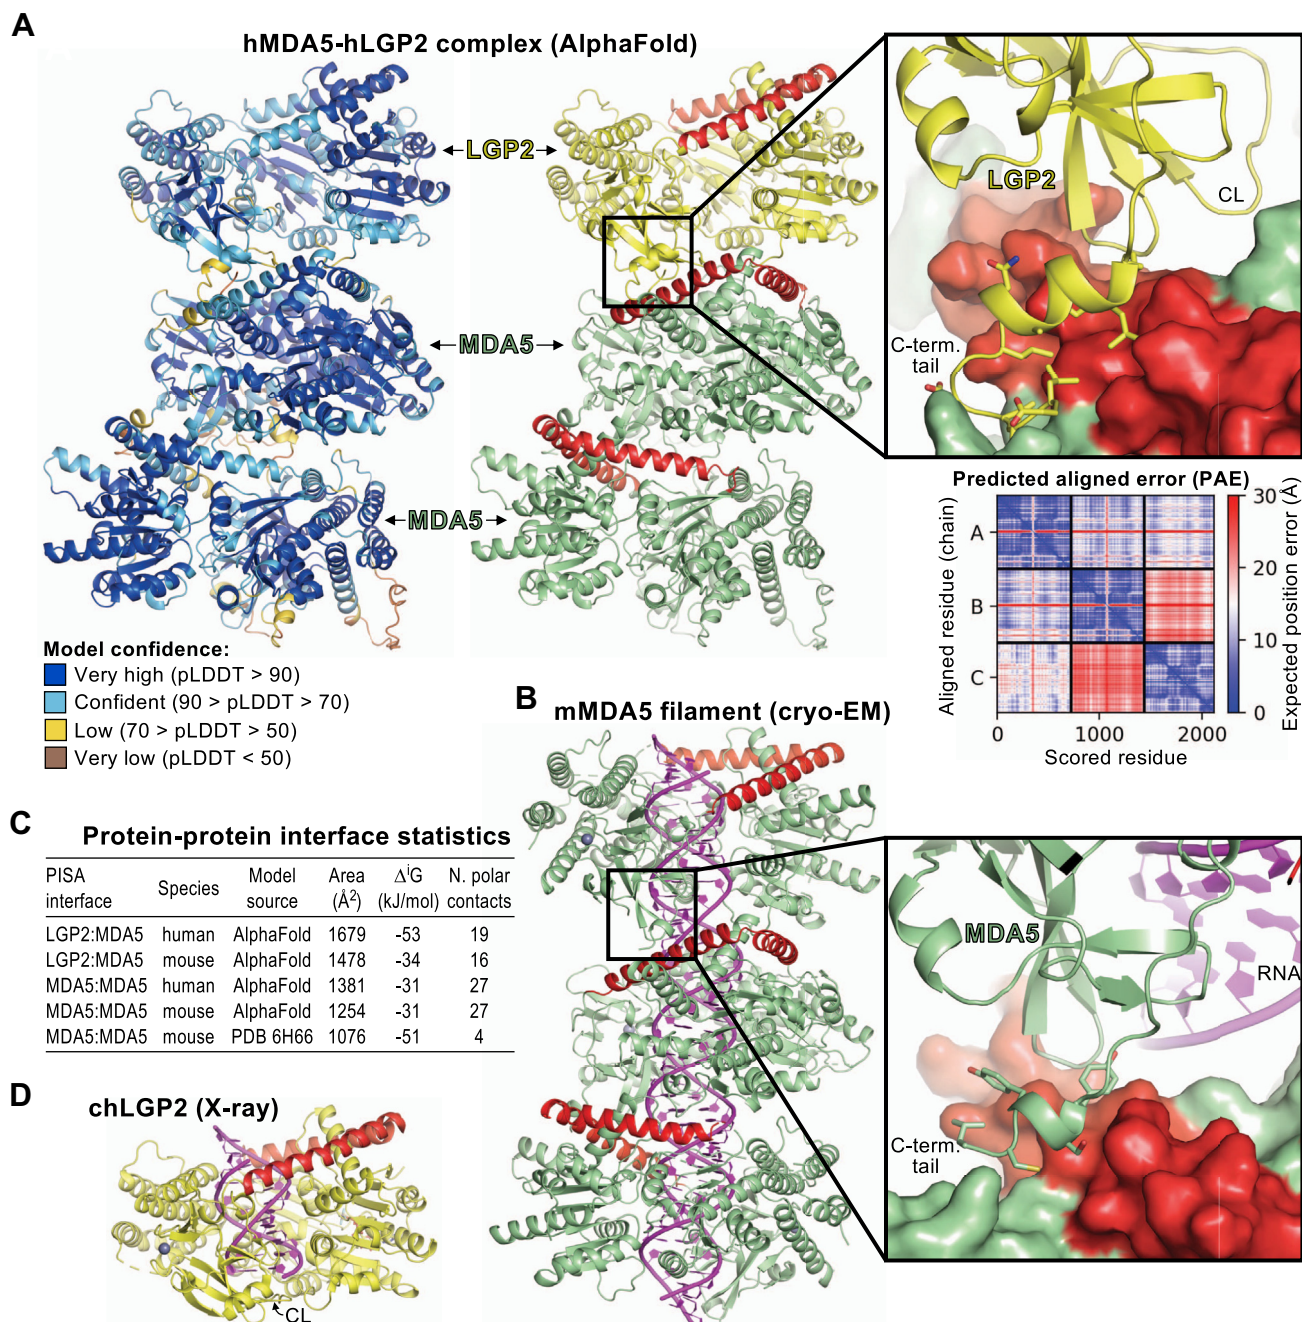 A
hMDA5-hLGP2 complex (AlphaFold)
LGP2
MDA5
MDA5
LGP2
CL
C-term.
tail
Model confidence:
Very high (pLDDT > 90)
Confident (90 > pLDDT > 70)
Low (70 > pLDDT > 50)
Very low (pLDDT < 50)
Predicted aligned error (PAE)
Aligned residue (chain)
A
B
C
0
1000
2000
Scored residue
30
20
10
0
Expected position error (Å)
B
mMDA5 filament (cryo-EM)
MDA5
RNA
C-term.
tail
C
Protein-protein interface statistics
PISA interface Species Model source Area (Å²) ΔⁱG (kJ/mol) N. polar contacts
LGP2:MDA5 human AlphaFold 1679 -53 19
LGP2:MDA5 mouse AlphaFold 1478 -34 16
MDA5:MDA5 human AlphaFold 1381 -31 27
MDA5:MDA5 mouse AlphaFold 1254 -31 27
MDA5:MDA5 mouse PDB 6H66 1076 -51 4
D
chLGP2 (X-ray)
CL